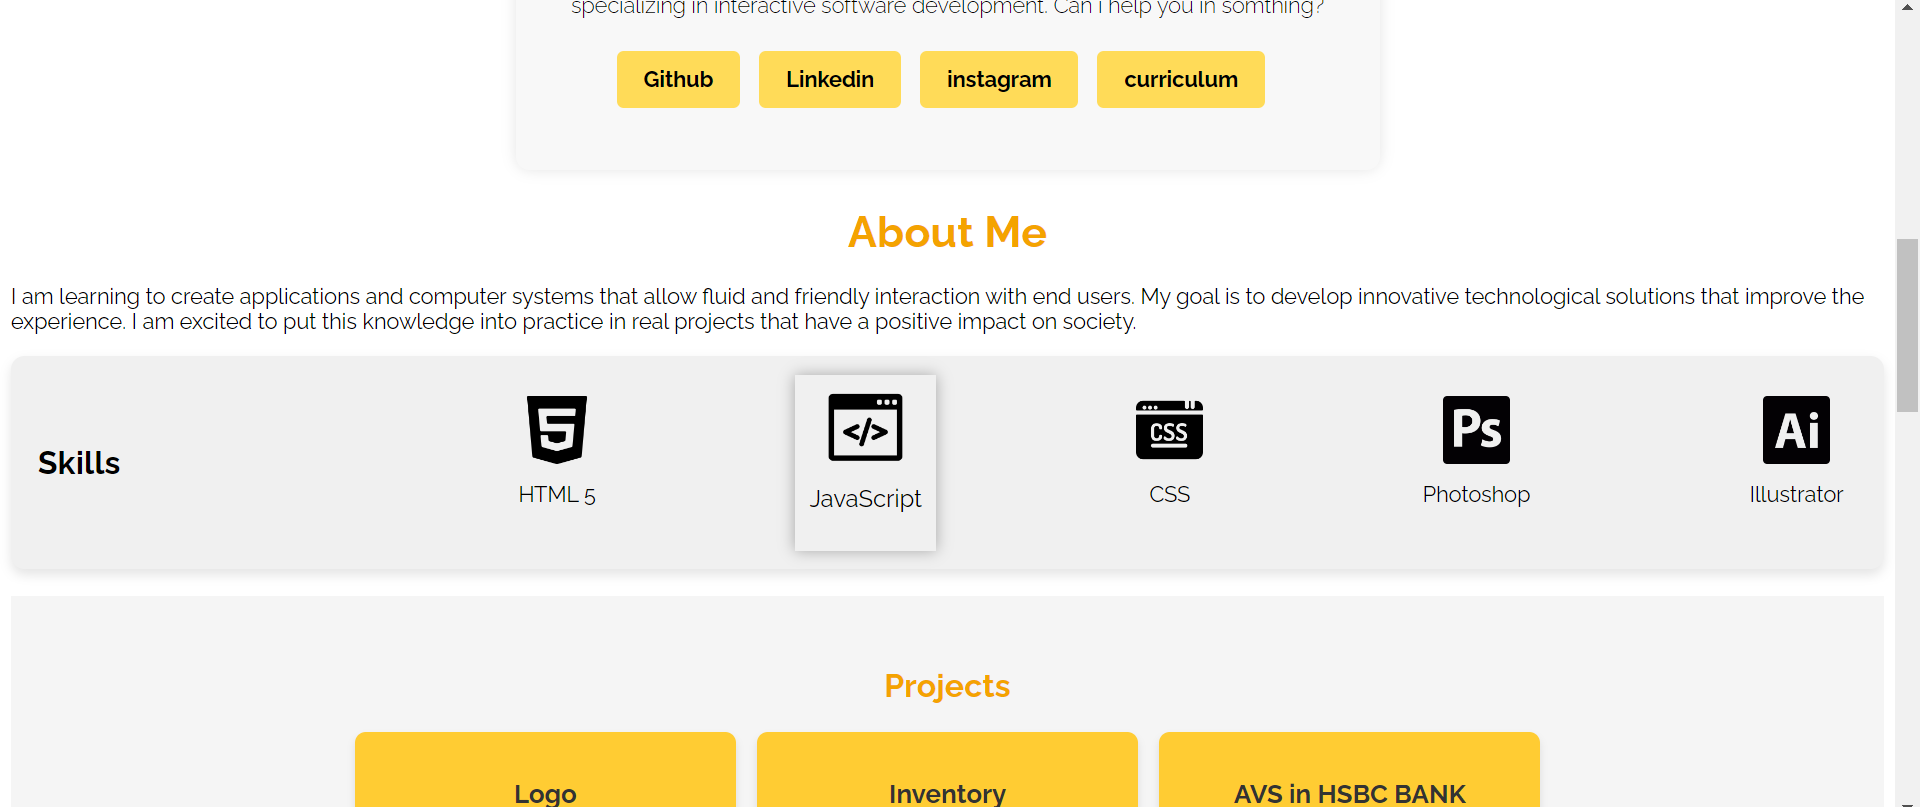 specializing in interactive software development. Can i help you in somthing?
Github Linkedin instagram curriculum
About Me
I am learning to create applications and computer systems that allow fluid and friendly interaction with end users. My goal is to develop innovative technological solutions that improve the
experience. I am excited to put this knowledge into practice in real projects that have a positive impact on society.
Skills
5
HTML 5
</>
JavaScript
CSS
CSS
Ps
Photoshop
Ai
Illustrator
Projects
Logo Inventory AVS in HSBC BANK